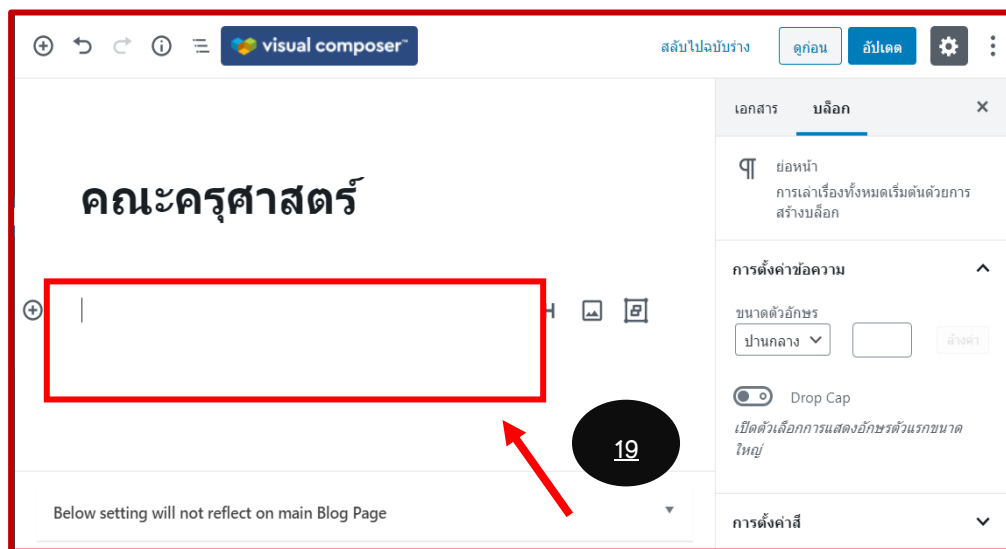 visual composer™
สลับไปฉบับร่าง
ดูก่อน
อัปเดต
เอกสาร
บล็อก
ย่อหน้า
การเล่าเรื่องทั้งหมดเริ่มต้นด้วยการ
สร้างบล็อก
คณะครุศาสตร์
การตั้งค่าข้อความ
ขนาดตัวอักษร
ปานกลาง
ล้างค่า
Drop Cap
เปิดตัวเลือกการแสดงอักษรตัวแรกขนาด
ใหญ่
19
Below setting will not reflect on main Blog Page
การตั้งค่าสี